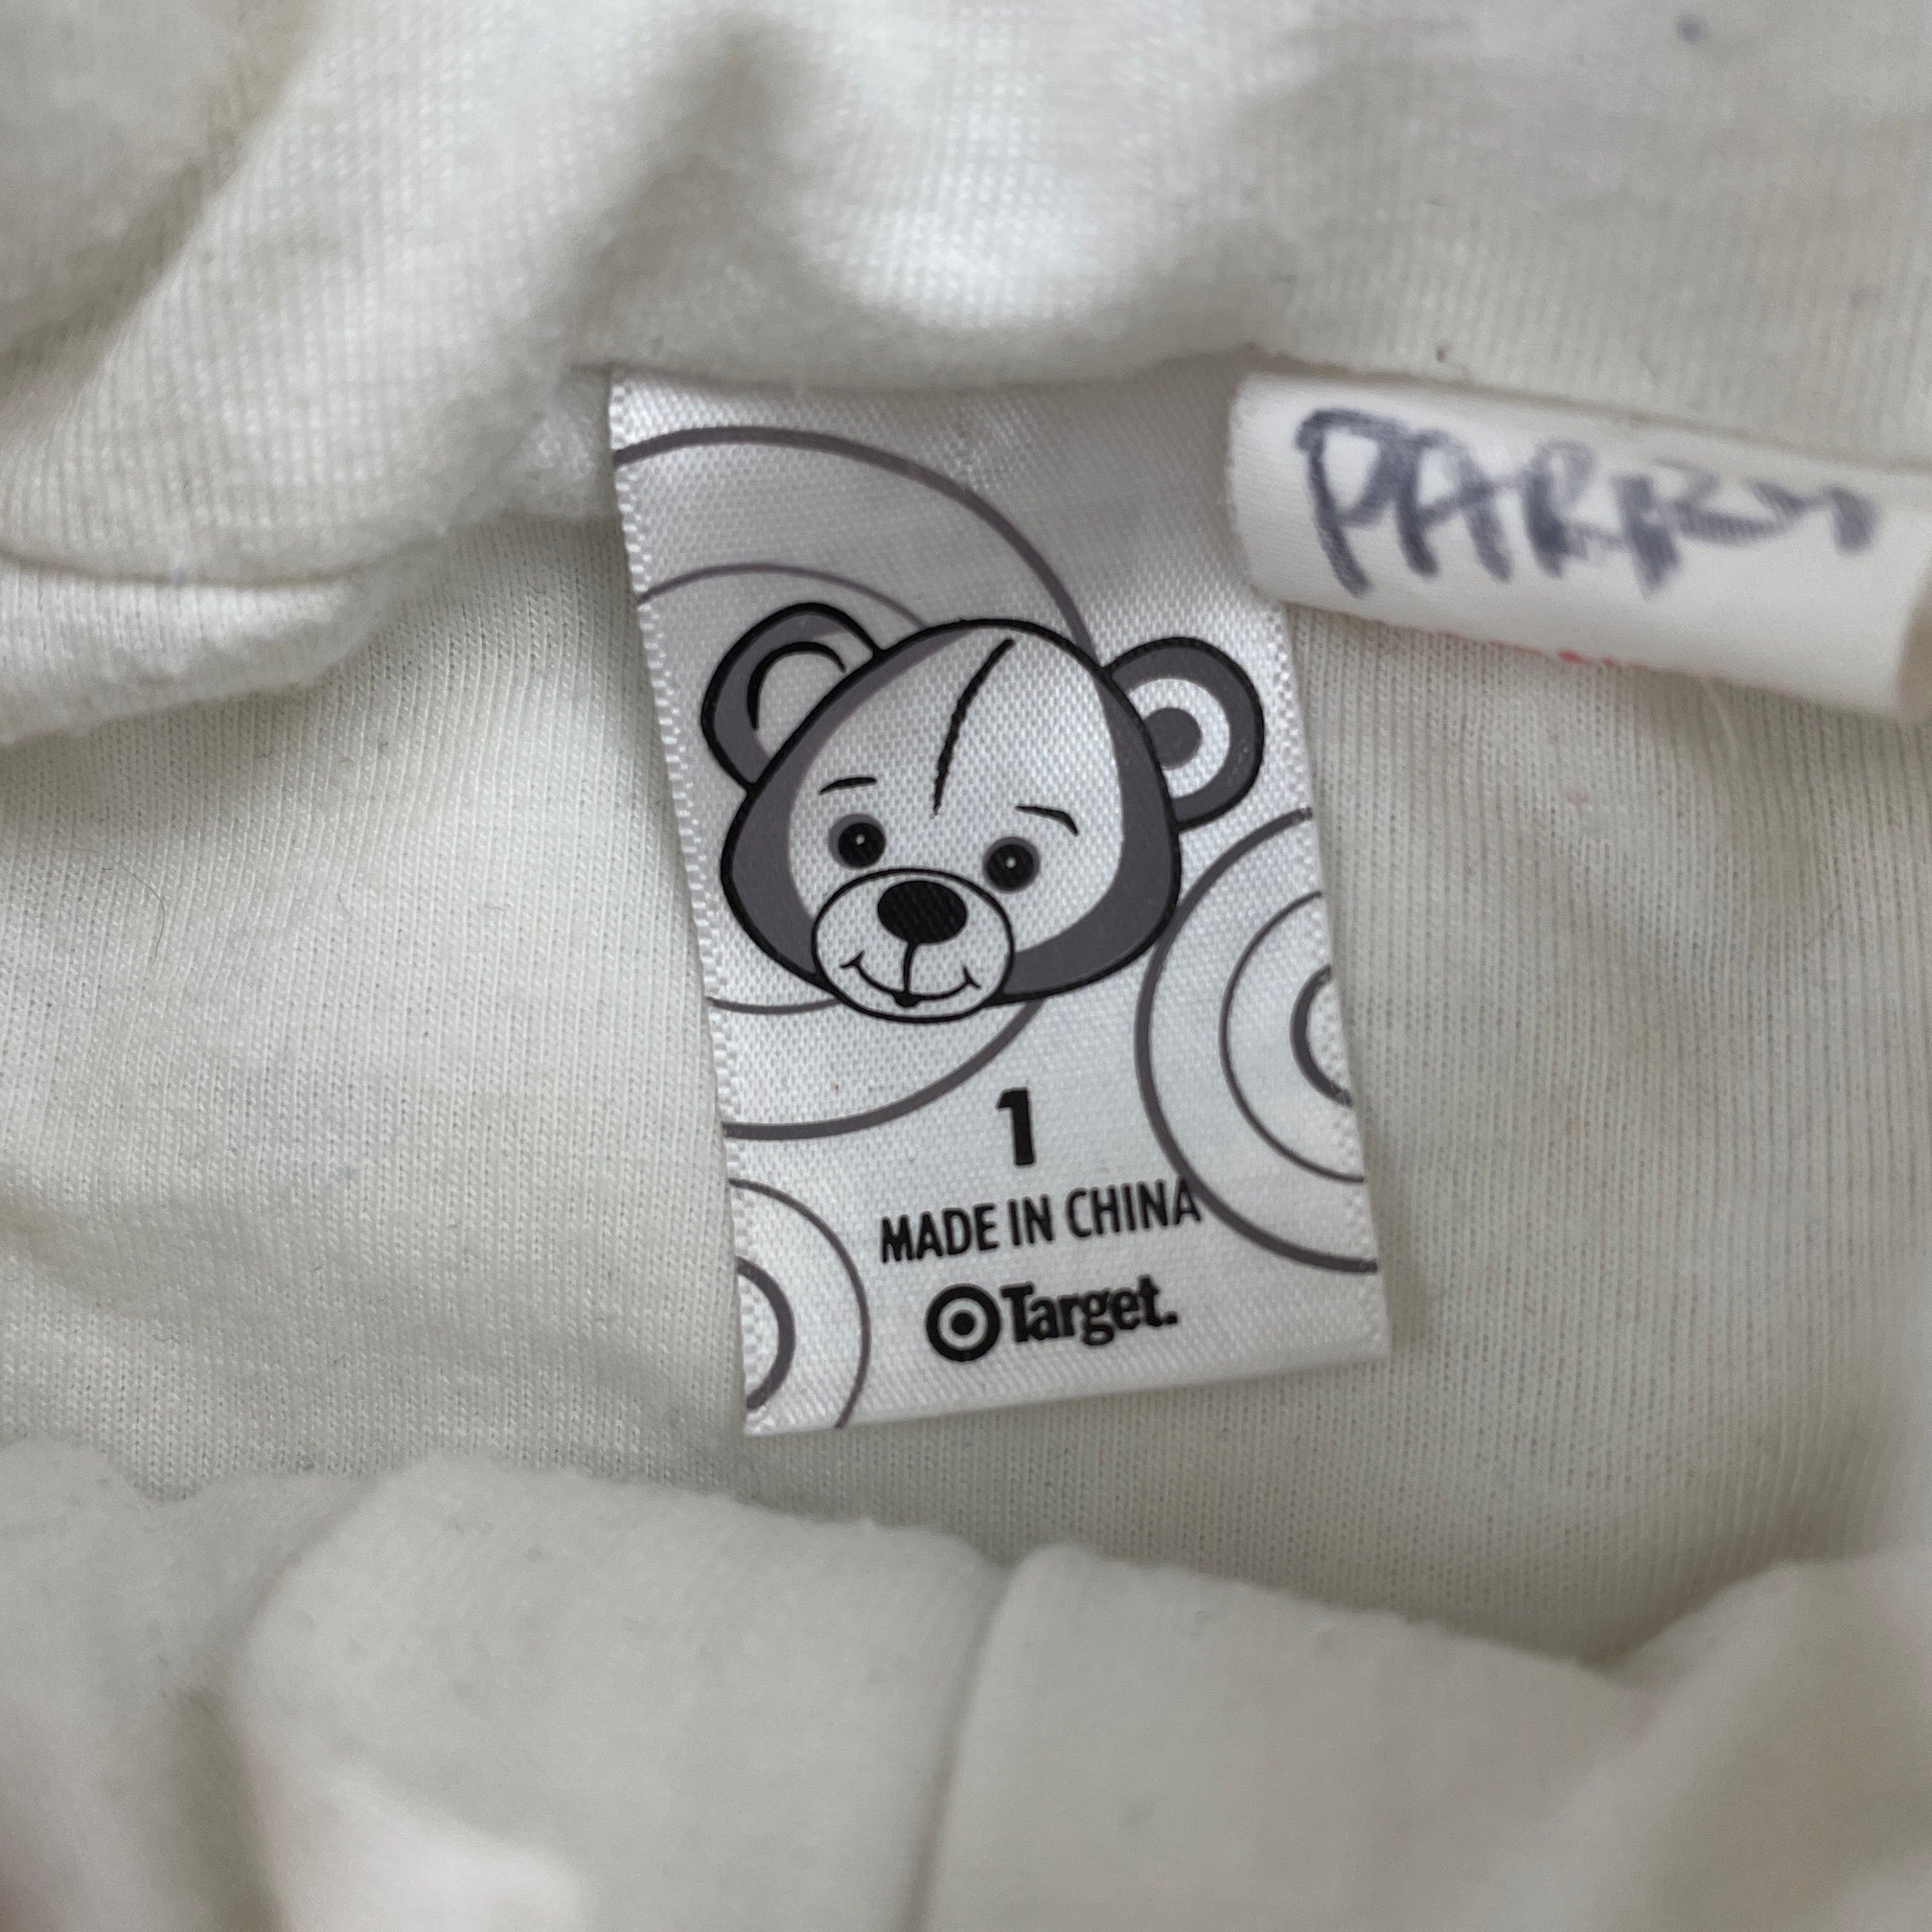 1
MADE IN CHINA
Target.